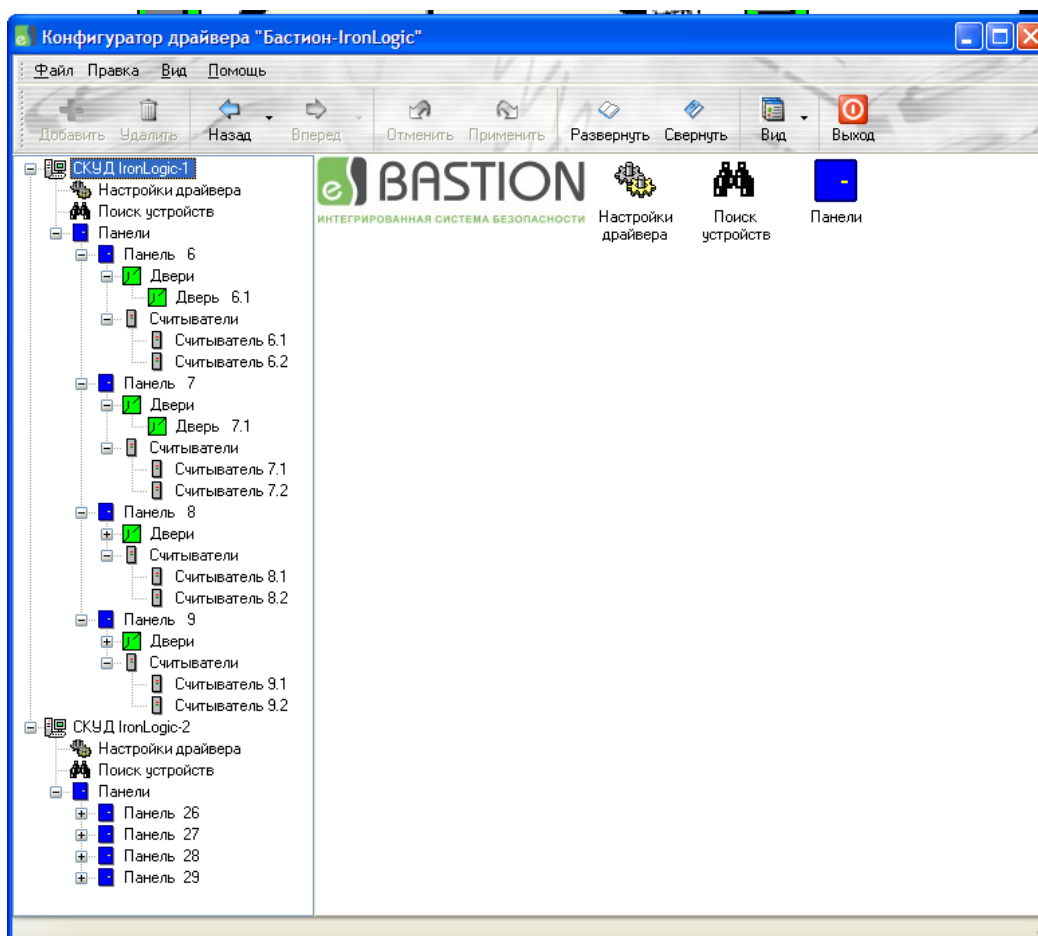 Конфигуратор драйвера "Бастион-IronLogic"
Файл Правка Вид Помощь
Добавить Удалить Назад Вперед Отменить Применить Развернуть Свернуть Вид Выход
СКУД IronLogic-1
Настройки драйвера
Поиск устройств
Панели
Панель 6
Двери
Дверь 6.1
Считыватели
Считыватель 6.1
Считыватель 6.2
Панель 7
Двери
Дверь 7.1
Считыватели
Считыватель 7.1
Считыватель 7.2
Панель 8
Двери
Считыватели
Считыватель 8.1
Считыватель 8.2
Панель 9
Двери
Считыватели
Считыватель 9.1
Считыватель 9.2
СКУД IronLogic-2
Настройки драйвера
Поиск устройств
Панели
Панель 26
Панель 27
Панель 28
Панель 29
eS BASTION
ИНТЕГРИРОВАННАЯ СИСТЕМА БЕЗОПАСНОСТИ
Настройки
драйвера
Поиск
устройств
Панели